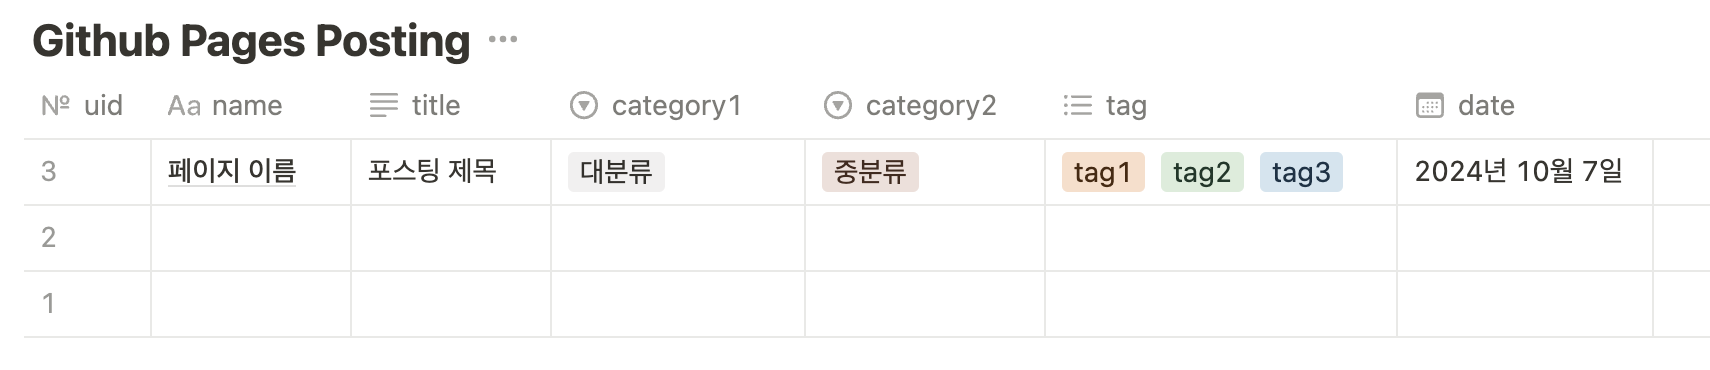 Github Pages Posting ...
№ uid Aa name title category1 category2 tag date
3 페이지 이름 포스팅 제목 대분류 중분류 tag1 tag2 tag3 2024년 10월 7일
2
1